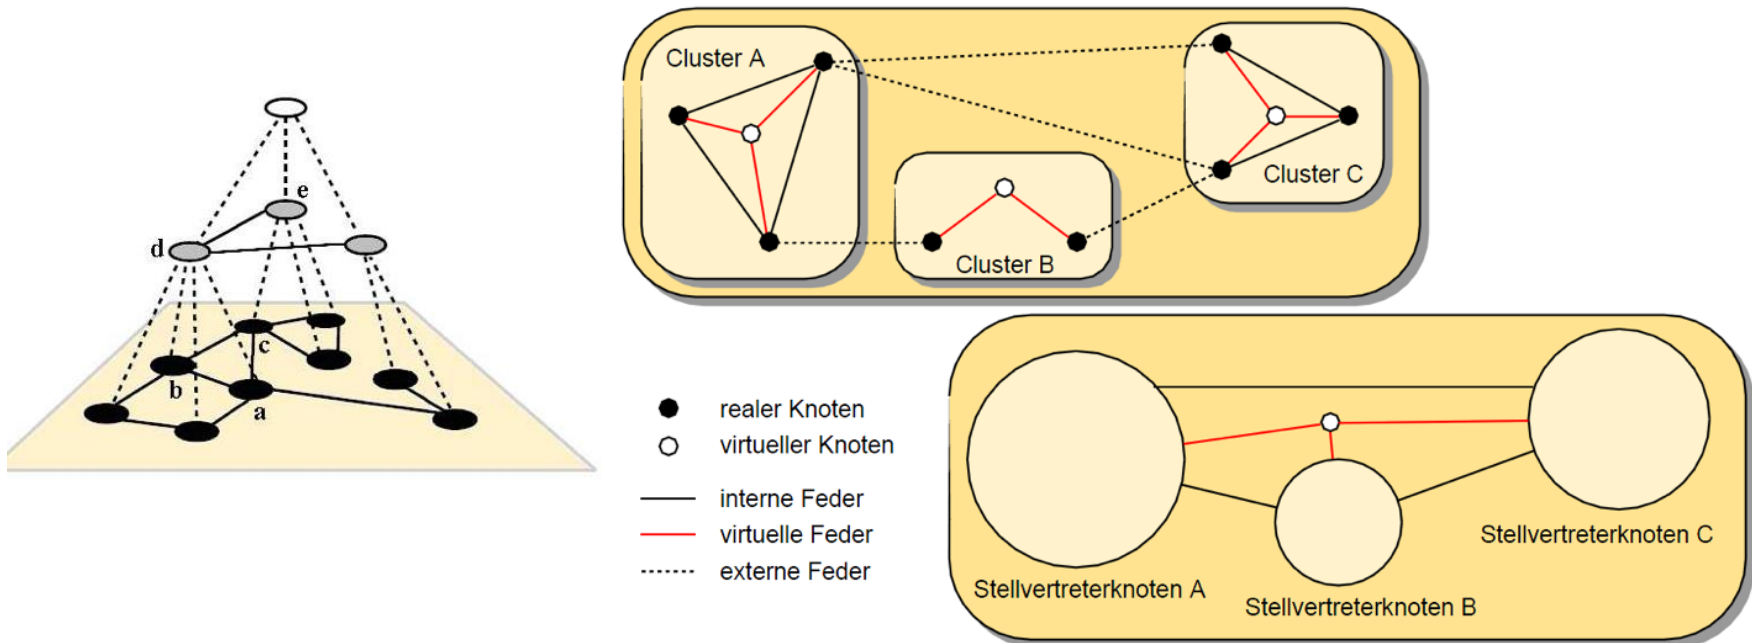 e
d
c
b
a
Cluster A
Cluster B
Cluster C
realer Knoten
virtueller Knoten
interne Feder
virtuelle Feder
externe Feder
Stellvertreterknoten A
Stellvertreterknoten B
Stellvertreterknoten C